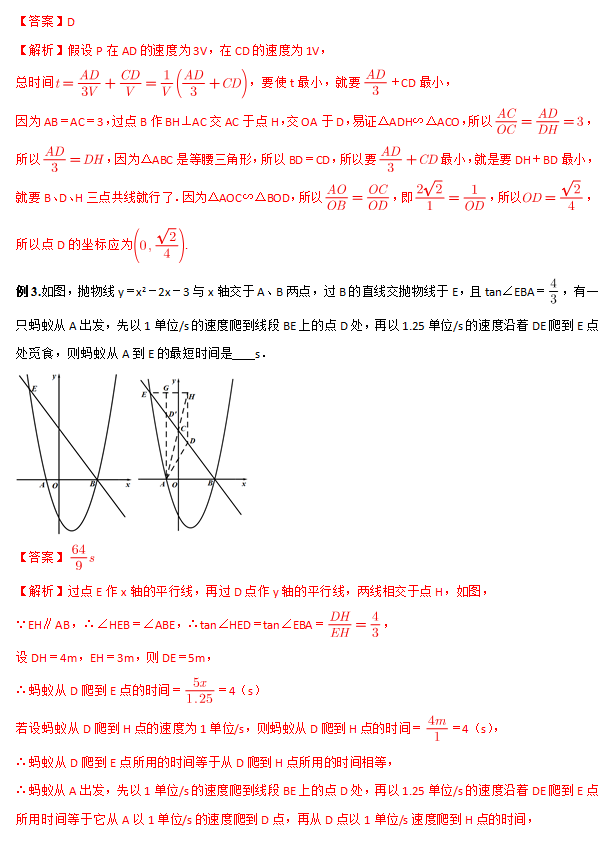 【答案】D
【解析】假设 P 在 AD 的速度为 3V，在 CD 的速度为 1V，
总时间 t = AD/3V + CD/V = 1/V (AD/3 + CD)，要使 t 最小，就要 AD/3 ＋CD 最小，
因为 AB＝AC＝3，过点 B 作 BH⊥AC 交 AC 于点 H，交 OA 于 D，易证△ADH∽△ACO，所以 AC/OC = AD/DH = 3，
所以 AD/3 = DH，因为△ABC 是等腰三角形，所以 BD＝CD，所以要 AD/3 + CD 最小，就是要 DH＋BD 最小，
就要 B、D、H 三点共线就行了．因为△AOC∽△BOD，所以 AO/OB = OC/OD，即 2√2/1 = 1/OD，所以 OD = √2/4，
所以点 D 的坐标应为 (0, √2/4).
例 3.如图，抛物线 y＝x²－2x－3 与 x 轴交于 A、B 两点，过 B 的直线交抛物线于 E，且 tan∠EBA＝4/3，有一
只蚂蚁从 A 出发，先以 1 单位/s 的速度爬到线段 BE 上的点 D 处，再以 1.25 单位/s 的速度沿着 DE 爬到 E 点
处觅食，则蚂蚁从 A 到 E 的最短时间是____s．
y
E
A O B x
y
E G H
D'
C
D
A O B x
【答案】64/9 s
【解析】过点 E 作 x 轴的平行线，再过 D 点作 y 轴的平行线，两线相交于点 H，如图，
∵EH∥AB，∴∠HEB＝∠ABE，∴tan∠HED＝tan∠EBA＝DH/EH = 4/3，
设 DH＝4m，EH＝3m，则 DE＝5m，
∴蚂蚁从 D 爬到 E 点的时间＝5x/1.25＝4（s）
若设蚂蚁从 D 爬到 H 点的速度为 1 单位/s，则蚂蚁从 D 爬到 H 点的时间＝4m/1＝4（s），
∴蚂蚁从 D 爬到 E 点所用的时间等于从 D 爬到 H 点所用的时间相等，
∴蚂蚁从 A 出发，先以 1 单位/s 的速度爬到线段 BE 上的点 D 处，再以 1.25 单位/s 的速度沿着 DE 爬到 E 点
所用时间等于它从 A 以 1 单位/s 的速度爬到 D 点，再从 D 点以 1 单位/s 速度爬到 H 点的时间，